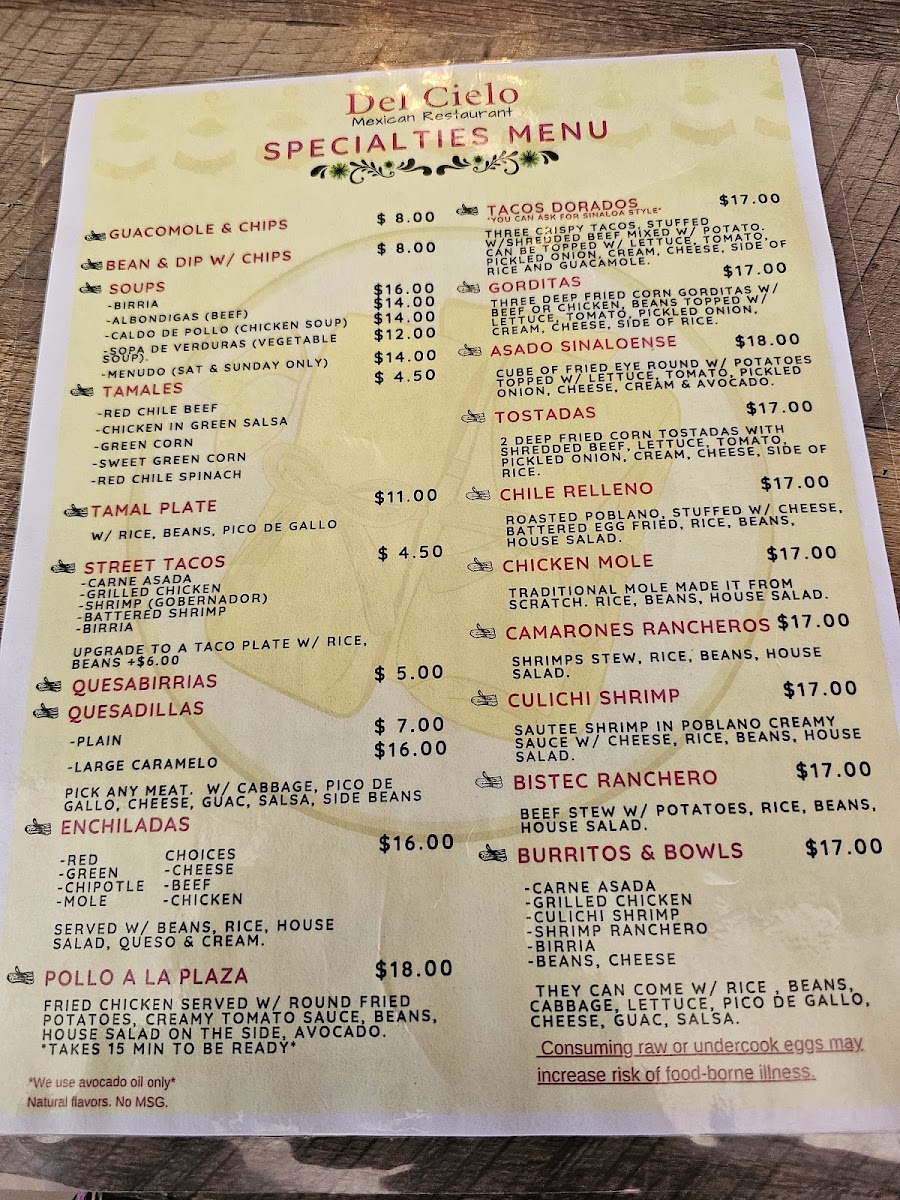 Del Cielo
Mexican Restaurant
SPECIALTIES MENU
GUACOMOLE & CHIPS $ 8.00
BEAN & DIP W/ CHIPS $ 8.00
SOUPS
-BIRRIA $16.00
-ALBONDIGAS (BEEF) $14.00
-CALDO DE POLLO (CHICKEN SOUP) $14.00
-SOPA DE VERDURAS (VEGETABLE $12.00
SOUP).
-MENUDO (SAT & SUNDAY ONLY) $14.00
TAMALES $ 4.50
-RED CHILE BEEF
-CHICKEN IN GREEN SALSA
-GREEN CORN
-SWEET GREEN CORN
-RED CHILE SPINACH
TAMAL PLATE $11.00
W/ RICE, BEANS, PICO DE GALLO
STREET TACOS $ 4.50
-CARNE ASADA
-GRILLED CHICKEN
-SHRIMP (GOBERNADOR)
-BATTERED SHRIMP
-BIRRIA
UPGRADE TO A TACO PLATE W/ RICE,
BEANS +$6.00
QUESABIRRIAS $ 5.00
QUESADILLAS
-PLAIN $ 7.00
-LARGE CARAMELO $16.00
PICK ANY MEAT. W/ CABBAGE, PICO DE
GALLO, CHEESE, GUAC, SALSA, SIDE BEANS
ENCHILADAS $16.00
-RED CHOICES
-GREEN -CHEESE
-CHIPOTLE -BEEF
-MOLE -CHICKEN
SERVED W/ BEANS, RICE, HOUSE
SALAD, QUESO & CREAM.
POLLO A LA PLAZA $18.00
FRIED CHICKEN SERVED W/ ROUND FRIED
POTATOES, CREAMY TOMATO SAUCE, BEANS,
HOUSE SALAD ON THE SIDE, AVOCADO.
*TAKES 15 MIN TO BE READY*
*We use avocado oil only*
Natural flavors. No MSG.
TACOS DORADOS $17.00
*YOU CAN ASK FOR SINALOA STYLE*
THREE CRISPY TACOS, STUFFED
W/SHREDDED BEEF MIXED W/ POTATO,
CAN BE TOPPED W/ LETTUCE, TOMATO,
PICKLED ONION, CREAM, CHEESE, SIDE OF
RICE AND GUACAMOLE.
GORDITAS $17.00
THREE DEEP FRIED CORN GORDITAS W/
BEEF OR CHICKEN, BEANS TOPPED W/
LETTUCE, TOMATO, PICKLED ONION,
CREAM, CHEESE, SIDE OF RICE.
ASADO SINALOENSE $18.00
CUBE OF FRIED EYE ROUND W/ POTATOES
TOPPED W/ LETTUCE, TOMATO, PICKLED
ONION, CHEESE, CREAM & AVOCADO.
TOSTADAS $17.00
2 DEEP FRIED CORN TOSTADAS WITH
SHREDDED BEEF, LETTUCE, TOMATO,
PICKLED ONION, CREAM, CHEESE, SIDE OF
RICE.
CHILE RELLENO $17.00
ROASTED POBLANO, STUFFED W/ CHEESE,
BATTERED EGG FRIED, RICE, BEANS,
HOUSE SALAD.
CHICKEN MOLE $17.00
TRADITIONAL MOLE MADE IT FROM
SCRATCH. RICE, BEANS, HOUSE SALAD.
CAMARONES RANCHEROS $17.00
SHRIMPS STEW, RICE, BEANS, HOUSE
SALAD.
CULICHI SHRIMP $17.00
SAUTEE SHRIMP IN POBLANO CREAMY
SAUCE W/ CHEESE, RICE, BEANS, HOUSE
SALAD.
BISTEC RANCHERO $17.00
BEEF STEW W/ POTATOES, RICE, BEANS,
HOUSE SALAD.
BURRITOS & BOWLS $17.00
-CARNE ASADA
-GRILLED CHICKEN
-CULICHI SHRIMP
-SHRIMP RANCHERO
-BIRRIA
-BEANS, CHEESE
THEY CAN COME W/ RICE , BEANS,
CABBAGE, LETTUCE, PICO DE GALLO,
CHEESE, GUAC, SALSA.
Consuming raw or undercook eggs may
increase risk of food-borne illness.